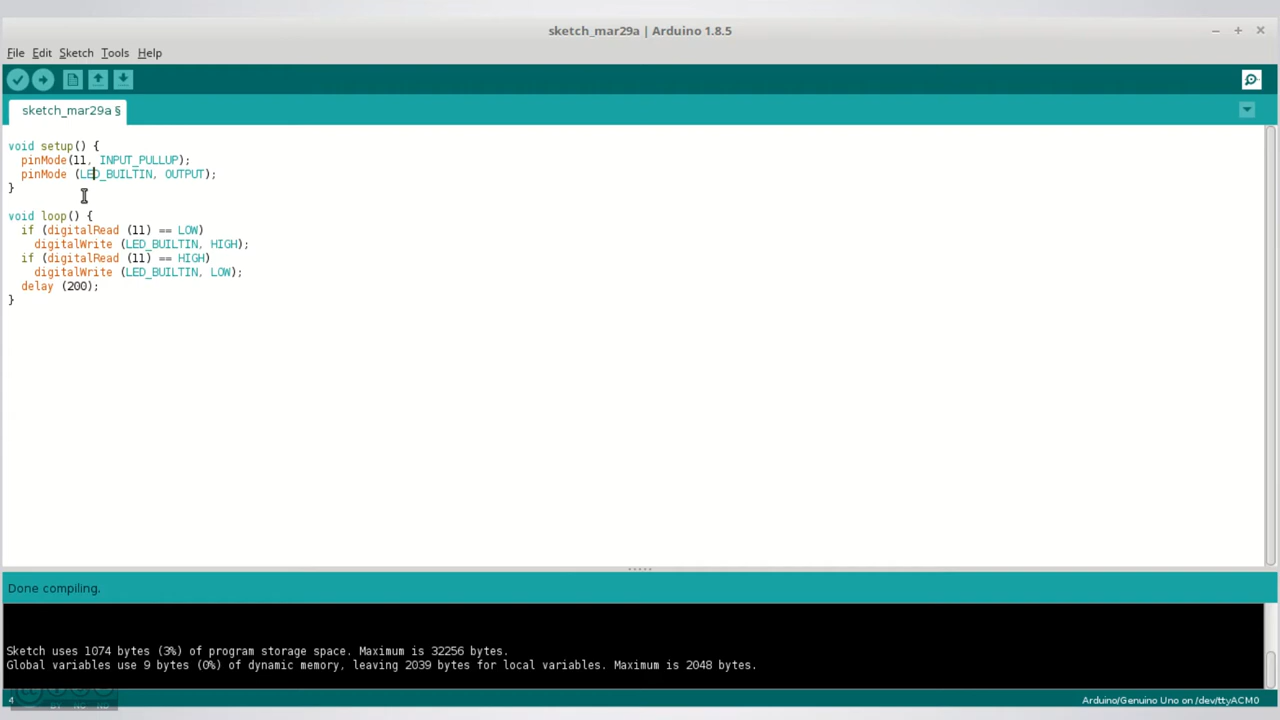 sketch_mar29a | Arduino 1.8.5
File Edit Sketch Tools Help
sketch_mar29a §
void setup() {
  pinMode(11, INPUT_PULLUP);
  pinMode (LED_BUILTIN, OUTPUT);
}
void loop() {
  if (digitalRead (11) == LOW)
    digitalWrite (LED_BUILTIN, HIGH);
  if (digitalRead (11) == HIGH)
    digitalWrite (LED_BUILTIN, LOW);
  delay (200);
}
Done compiling.
Sketch uses 1074 bytes (3%) of program storage space. Maximum is 32256 bytes.
Global variables use 9 bytes (0%) of dynamic memory, leaving 2039 bytes for local variables. Maximum is 2048 bytes.
4
Arduino/Genuino Uno on /dev/ttyACM0
BY NC ND